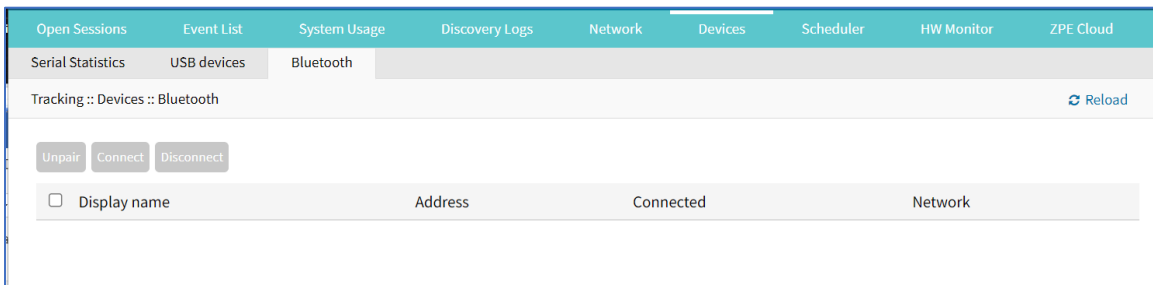 Open Sessions Event List System Usage Discovery Logs Network Devices Scheduler HW Monitor ZPE Cloud
Serial Statistics USB devices Bluetooth
Tracking :: Devices :: Bluetooth Reload
Unpair Connect Disconnect
Display name Address Connected Network